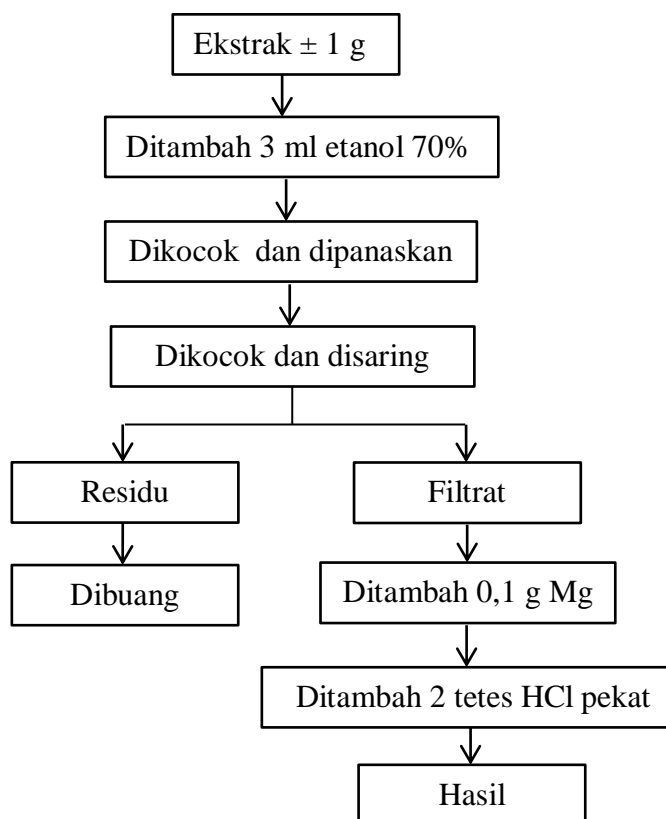 Ekstrak ± 1 g
Ditambah 3 ml etanol 70%
Dikocok dan dipanaskan
Dikocok dan disaring
Residu
Filtrat
Dibuang
Ditambah 0,1 g Mg
Ditambah 2 tetes HCl pekat
Hasil